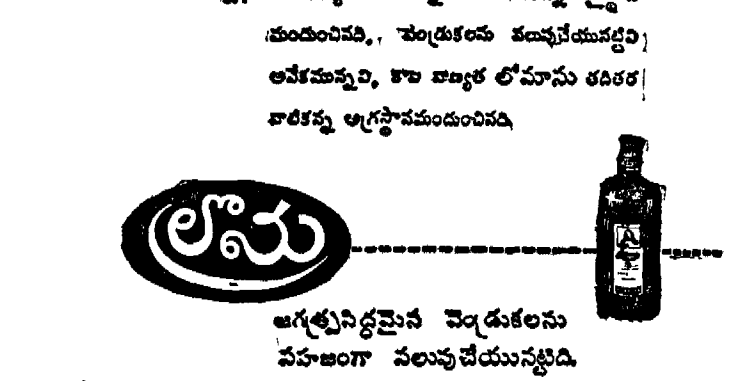 మందుంచినది, వెండ్రుకలను నలుపుచేయునట్టివి
అనేకమున్నవి, కాని నాణ్యత లోమాను తదితర
వాటికన్న అగ్రస్థానమందుంచినది
లోమ
జగత్ప్రసిద్ధమైన వెండ్రుకలను
సహజంగా నలుపుచేయునట్టిది.